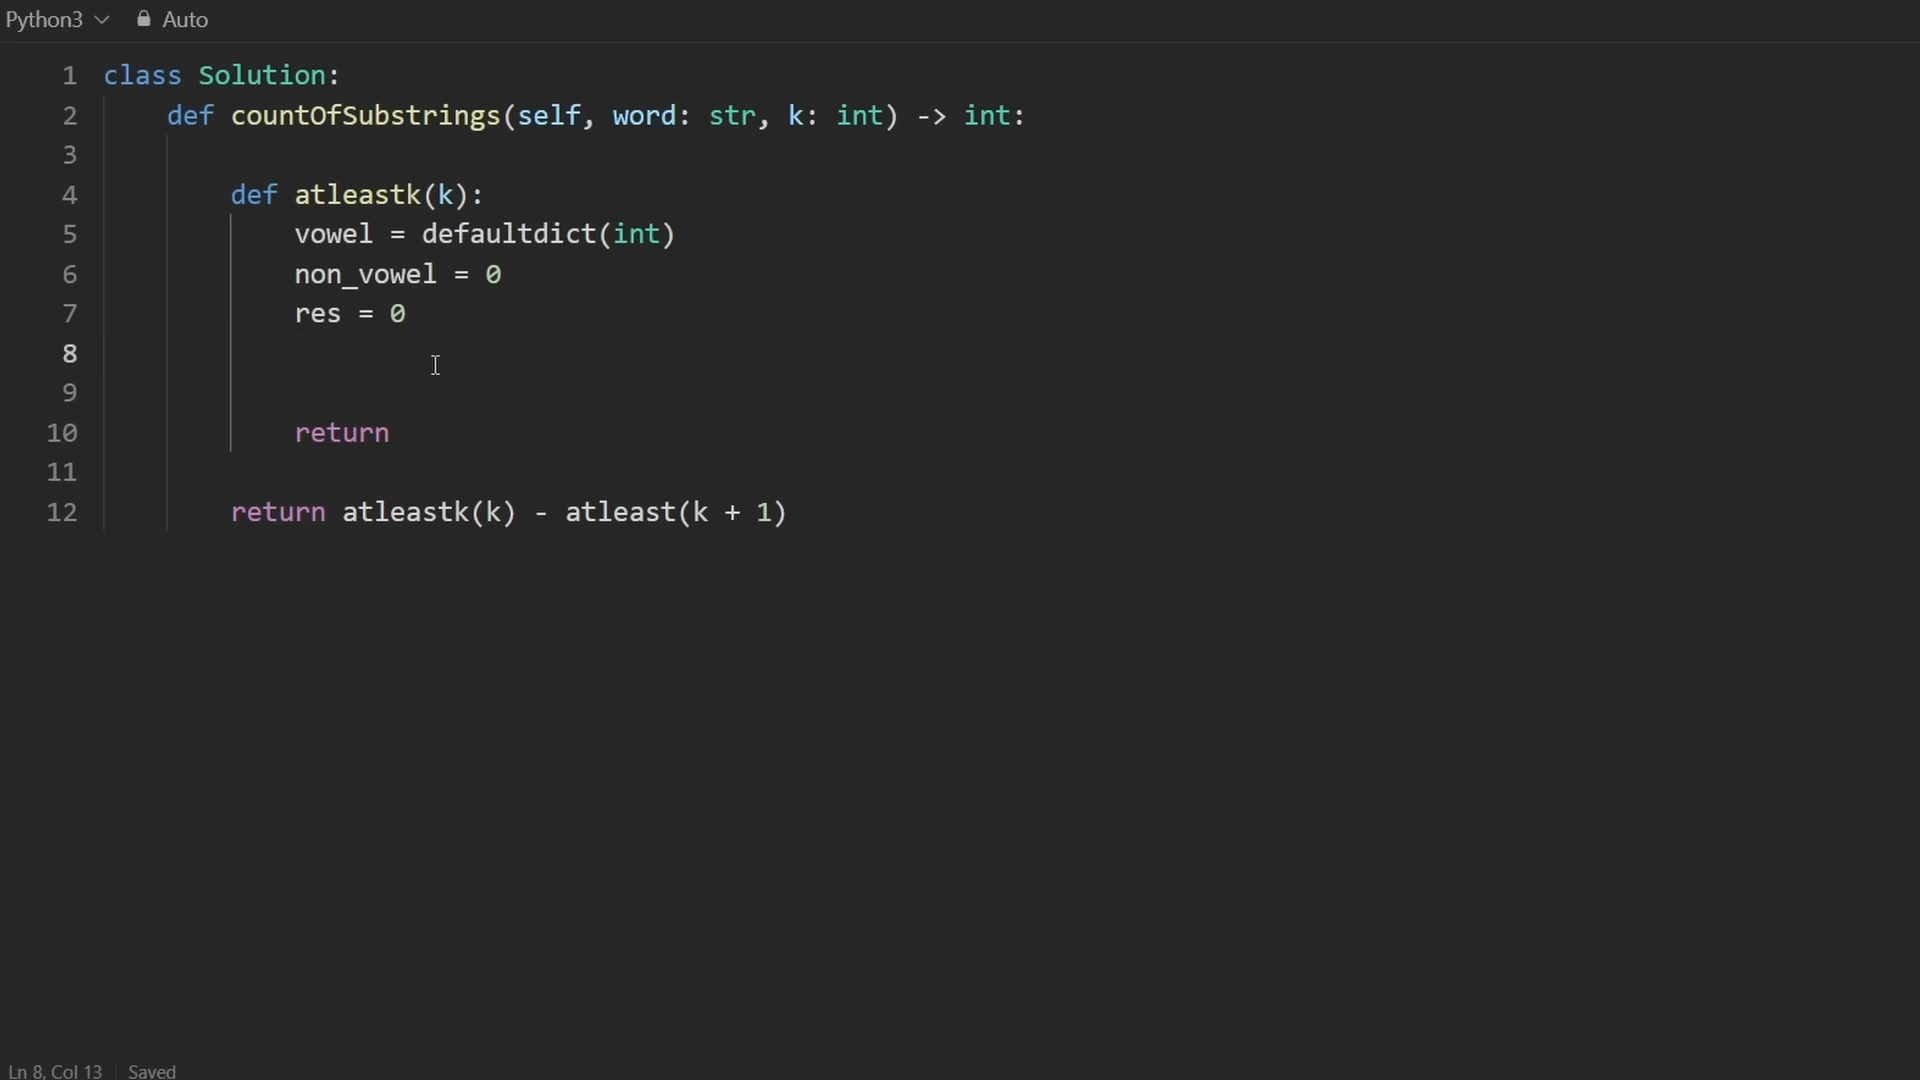 Python3 Auto
1 class Solution:
2     def countOfSubstrings(self, word: str, k: int) -> int:
3
4         def atleastk(k):
5             vowel = defaultdict(int)
6             non_vowel = 0
7             res = 0
8
9
10             return
11
12         return atleastk(k) - atleast(k + 1)
Ln 8, Col 13 Saved